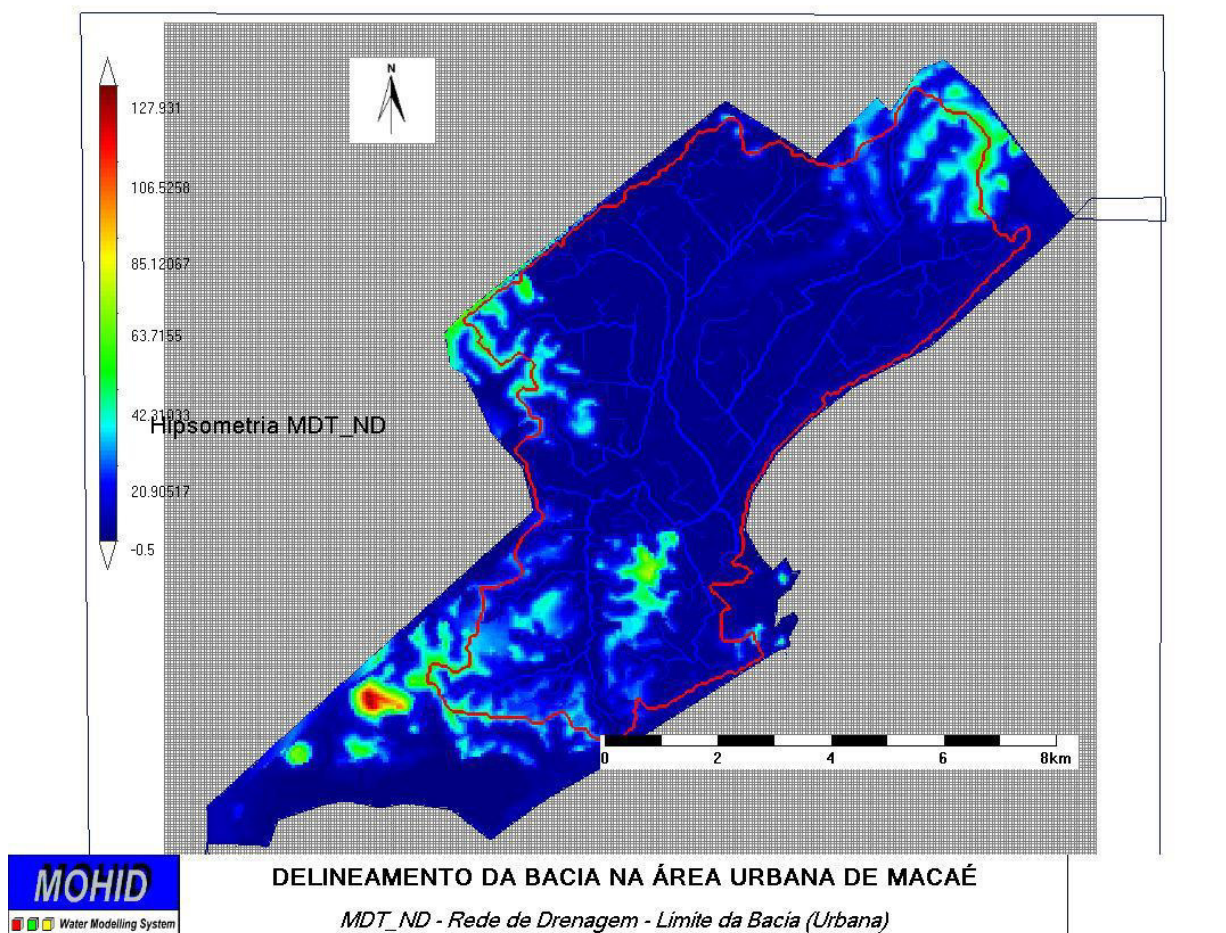 N
127.931
106.5258
85.12067
63.7155
42.31033
Hipsometria MDT_ND
20.90517
-0.5
0 2 4 6 8km
MOHID
Water Modelling System
DELINEAMENTO DA BACIA NA ÁREA URBANA DE MACAÉ
MDT_ND - Rede de Drenagem - Limite da Bacia (Urbana)